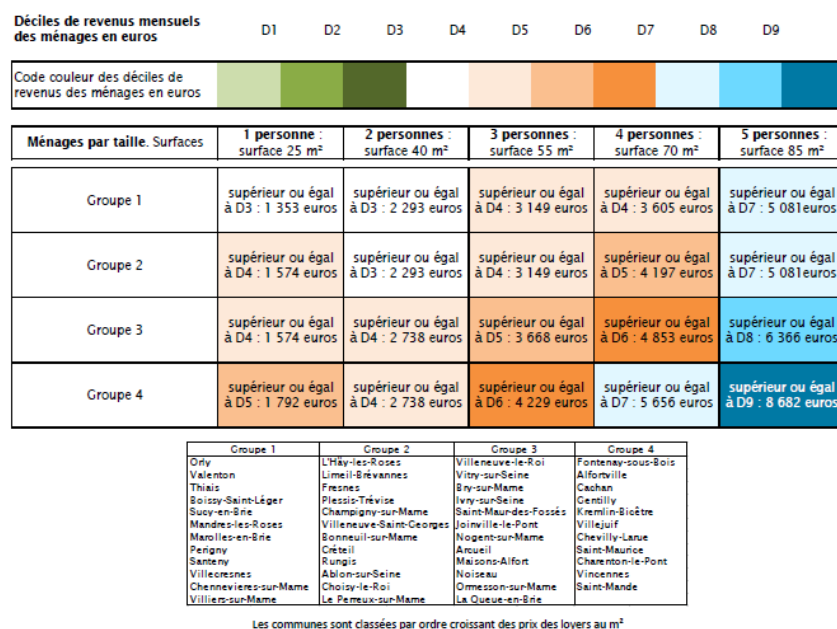 Déciles de revenus mensuels
des ménages en euros
D1 D2 D3 D4 D5 D6 D7 D8 D9
Code couleur des déciles de
revenus des ménages en euros
Ménages par taille. Surfaces
1 personne :
surface 25 m²
2 personnes :
surface 40 m²
3 personnes :
surface 55 m²
4 personnes :
surface 70 m²
5 personnes :
surface 85 m²
Groupe 1
supérieur ou égal
à D3 : 1 353 euros
supérieur ou égal
à D3 : 2 293 euros
supérieur ou égal
à D4 : 3 149 euros
supérieur ou égal
à D4 : 3 605 euros
supérieur ou égal
à D7 : 5 081euros
Groupe 2
supérieur ou égal
à D4 : 1 574 euros
supérieur ou égal
à D3 : 2 293 euros
supérieur ou égal
à D4 : 3 149 euros
supérieur ou égal
à D5 : 4 197 euros
supérieur ou égal
à D7 : 5 081euros
Groupe 3
supérieur ou égal
à D4 : 1 574 euros
supérieur ou égal
à D4 : 2 738 euros
supérieur ou égal
à D5 : 3 668 euros
supérieur ou égal
à D6 : 4 853 euros
supérieur ou égal
à D8 : 6 366 euros
Groupe 4
supérieur ou égal
à D5 : 1 792 euros
supérieur ou égal
à D4 : 2 738 euros
supérieur ou égal
à D6 : 4 229 euros
supérieur ou égal
à D7 : 5 656 euros
supérieur ou égal
à D9 : 8 682 euros
Groupe 1 Groupe 2 Groupe 3 Groupe 4
Orly L'Häy-les-Roses Villeneuve-le-Roi Fontenay-sous-Bois
Valenton Limeil-Brévannes Vitry-sur-Seine Alfortville
Thiais Fresnes Bry-sur-Marne Cachan
Boissy-Saint-Léger Plessis-Trévise Ivry-sur-Seine Gentilly
Sucy-en-Brie Champigny-sur-Marne Saint-Maur-des-Fossés Kremlin-Bicêtre
Mandres-les-Roses Villeneuve-Saint-Georges Joinville-le-Pont Villejuif
Marolles-en-Brie Bonneuil-sur-Marne Nogent-sur-Marne Chevilly-Larue
Perigny Créteil Arcueil Saint-Maurice
Santeny Rungis Maisons-Alfort Charenton-le-Pont
Villecresnes Ablon-sur-Seine Noiseau Vincennes
Chennevieres-sur-Marne Choisy-le-Roi Ormesson-sur-Marne Saint-Mande
Villiers-sur-Marne Le Perreux-sur-Marne La Queue-en-Brie
Les communes sont classées par ordre croissant des prix des loyers au m²